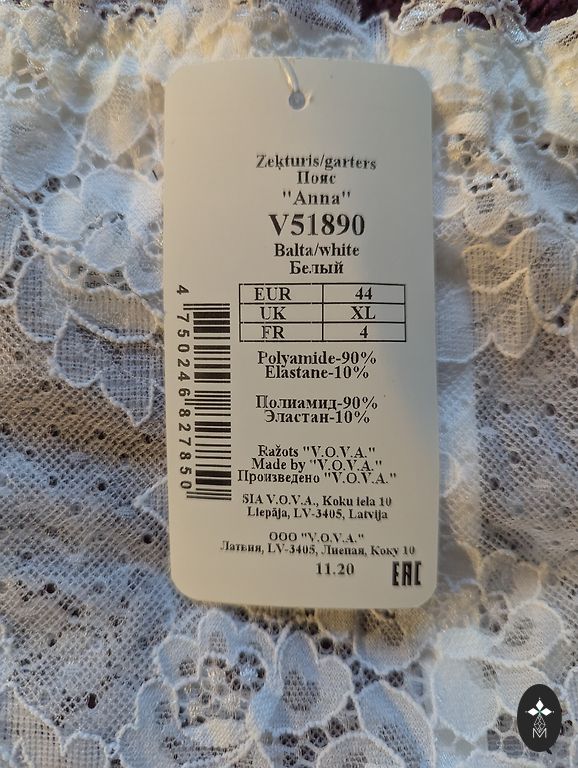 Zeķturis/garters
Пояс
"Anna"
V51890
Balta/white
Белый
EUR 44
UK XL
FR 4
Polyamide-90%
Elastane-10%
Полиамид-90%
Эластан-10%
Ražots "V.O.V.A."
Made by "V.O.V.A."
Произведено "V.O.V.A."
SIA V.O.V.A., Koku iela 10
Liepāja, LV-3405, Latvija
ООО "V.O.V.A."
Латвия, LV-3405, Лиепая, Коку 10
11.20
EAC
4 750246 827850
M